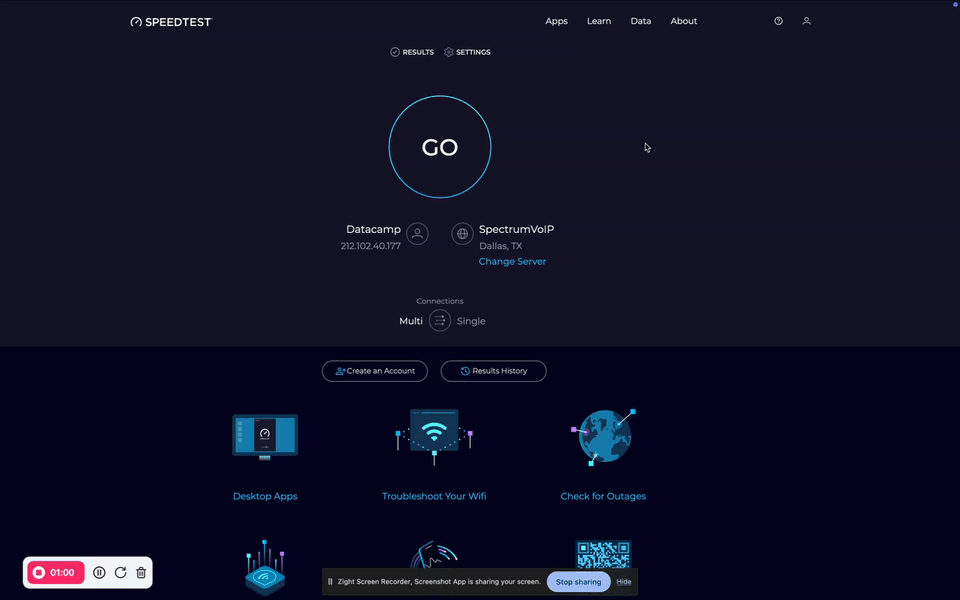 SPEEDTEST
Apps Learn Data About
RESULTS SETTINGS
GO
Datacamp
212.102.40.177
SpectrumVoIP
Dallas, TX
Change Server
Connections
Multi Single
Create an Account Results History
Desktop Apps Troubleshoot Your Wifi Check for Outages
01:00
Zight Screen Recorder, Screenshot App is sharing your screen. Stop sharing Hide